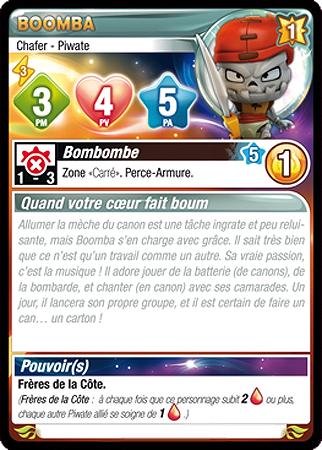 BOOMBA
1
Chafer - Piwate
3
3
PM
4
PV
5
PA
Bombombe
1 - 3
Zone «Carré». Perce-Armure.
5
1
Quand votre cœur fait boum
Allumer la mèche du canon est une tâche ingrate et peu relui-
sante, mais Boomba s'en charge avec grâce. Il sait très bien
que ce n'est qu'un travail comme un autre. Sa vraie passion,
c'est la musique ! Il adore jouer de la batterie (de canons), de
la bombarde, et chanter (en canon) avec ses camarades. Un
jour, il lancera son propre groupe, et il est certain de faire un
can… un carton !
Pouvoir(s)
Frères de la Côte.
(Frères de la Côte. : à chaque fois que ce personnage subit 2 ou plus,
chaque autre Piwate allié se soigne de 1 .)